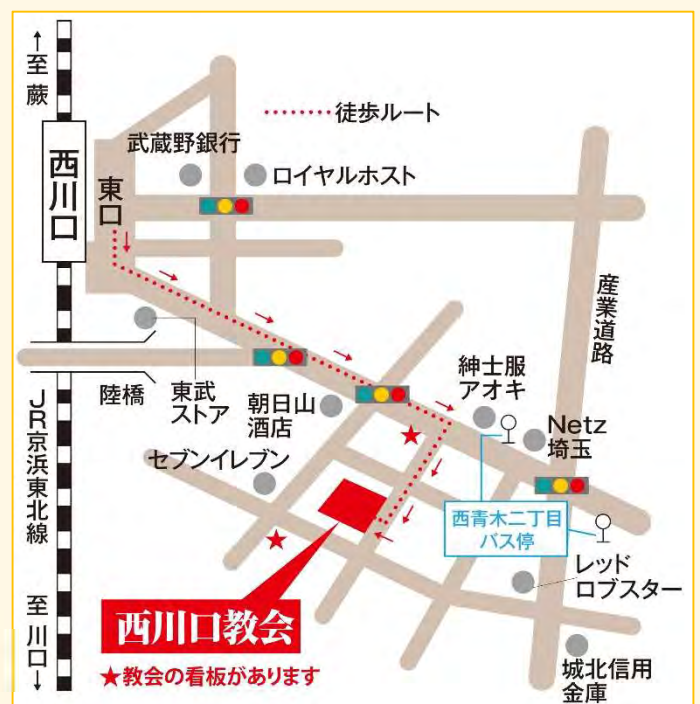 ↑至蕨
西川口
東口
徒歩ルート
武蔵野銀行
ロイヤルホスト
産業道路
陸橋
東武
ストア
朝日山
酒店
紳士服
アオキ
Netz
埼玉
セブンイレブン
西青木二丁目
バス停
JR京浜東北線
至川口↓
レッド
ロブスター
西川口教会
★教会の看板があります
城北信用
金庫